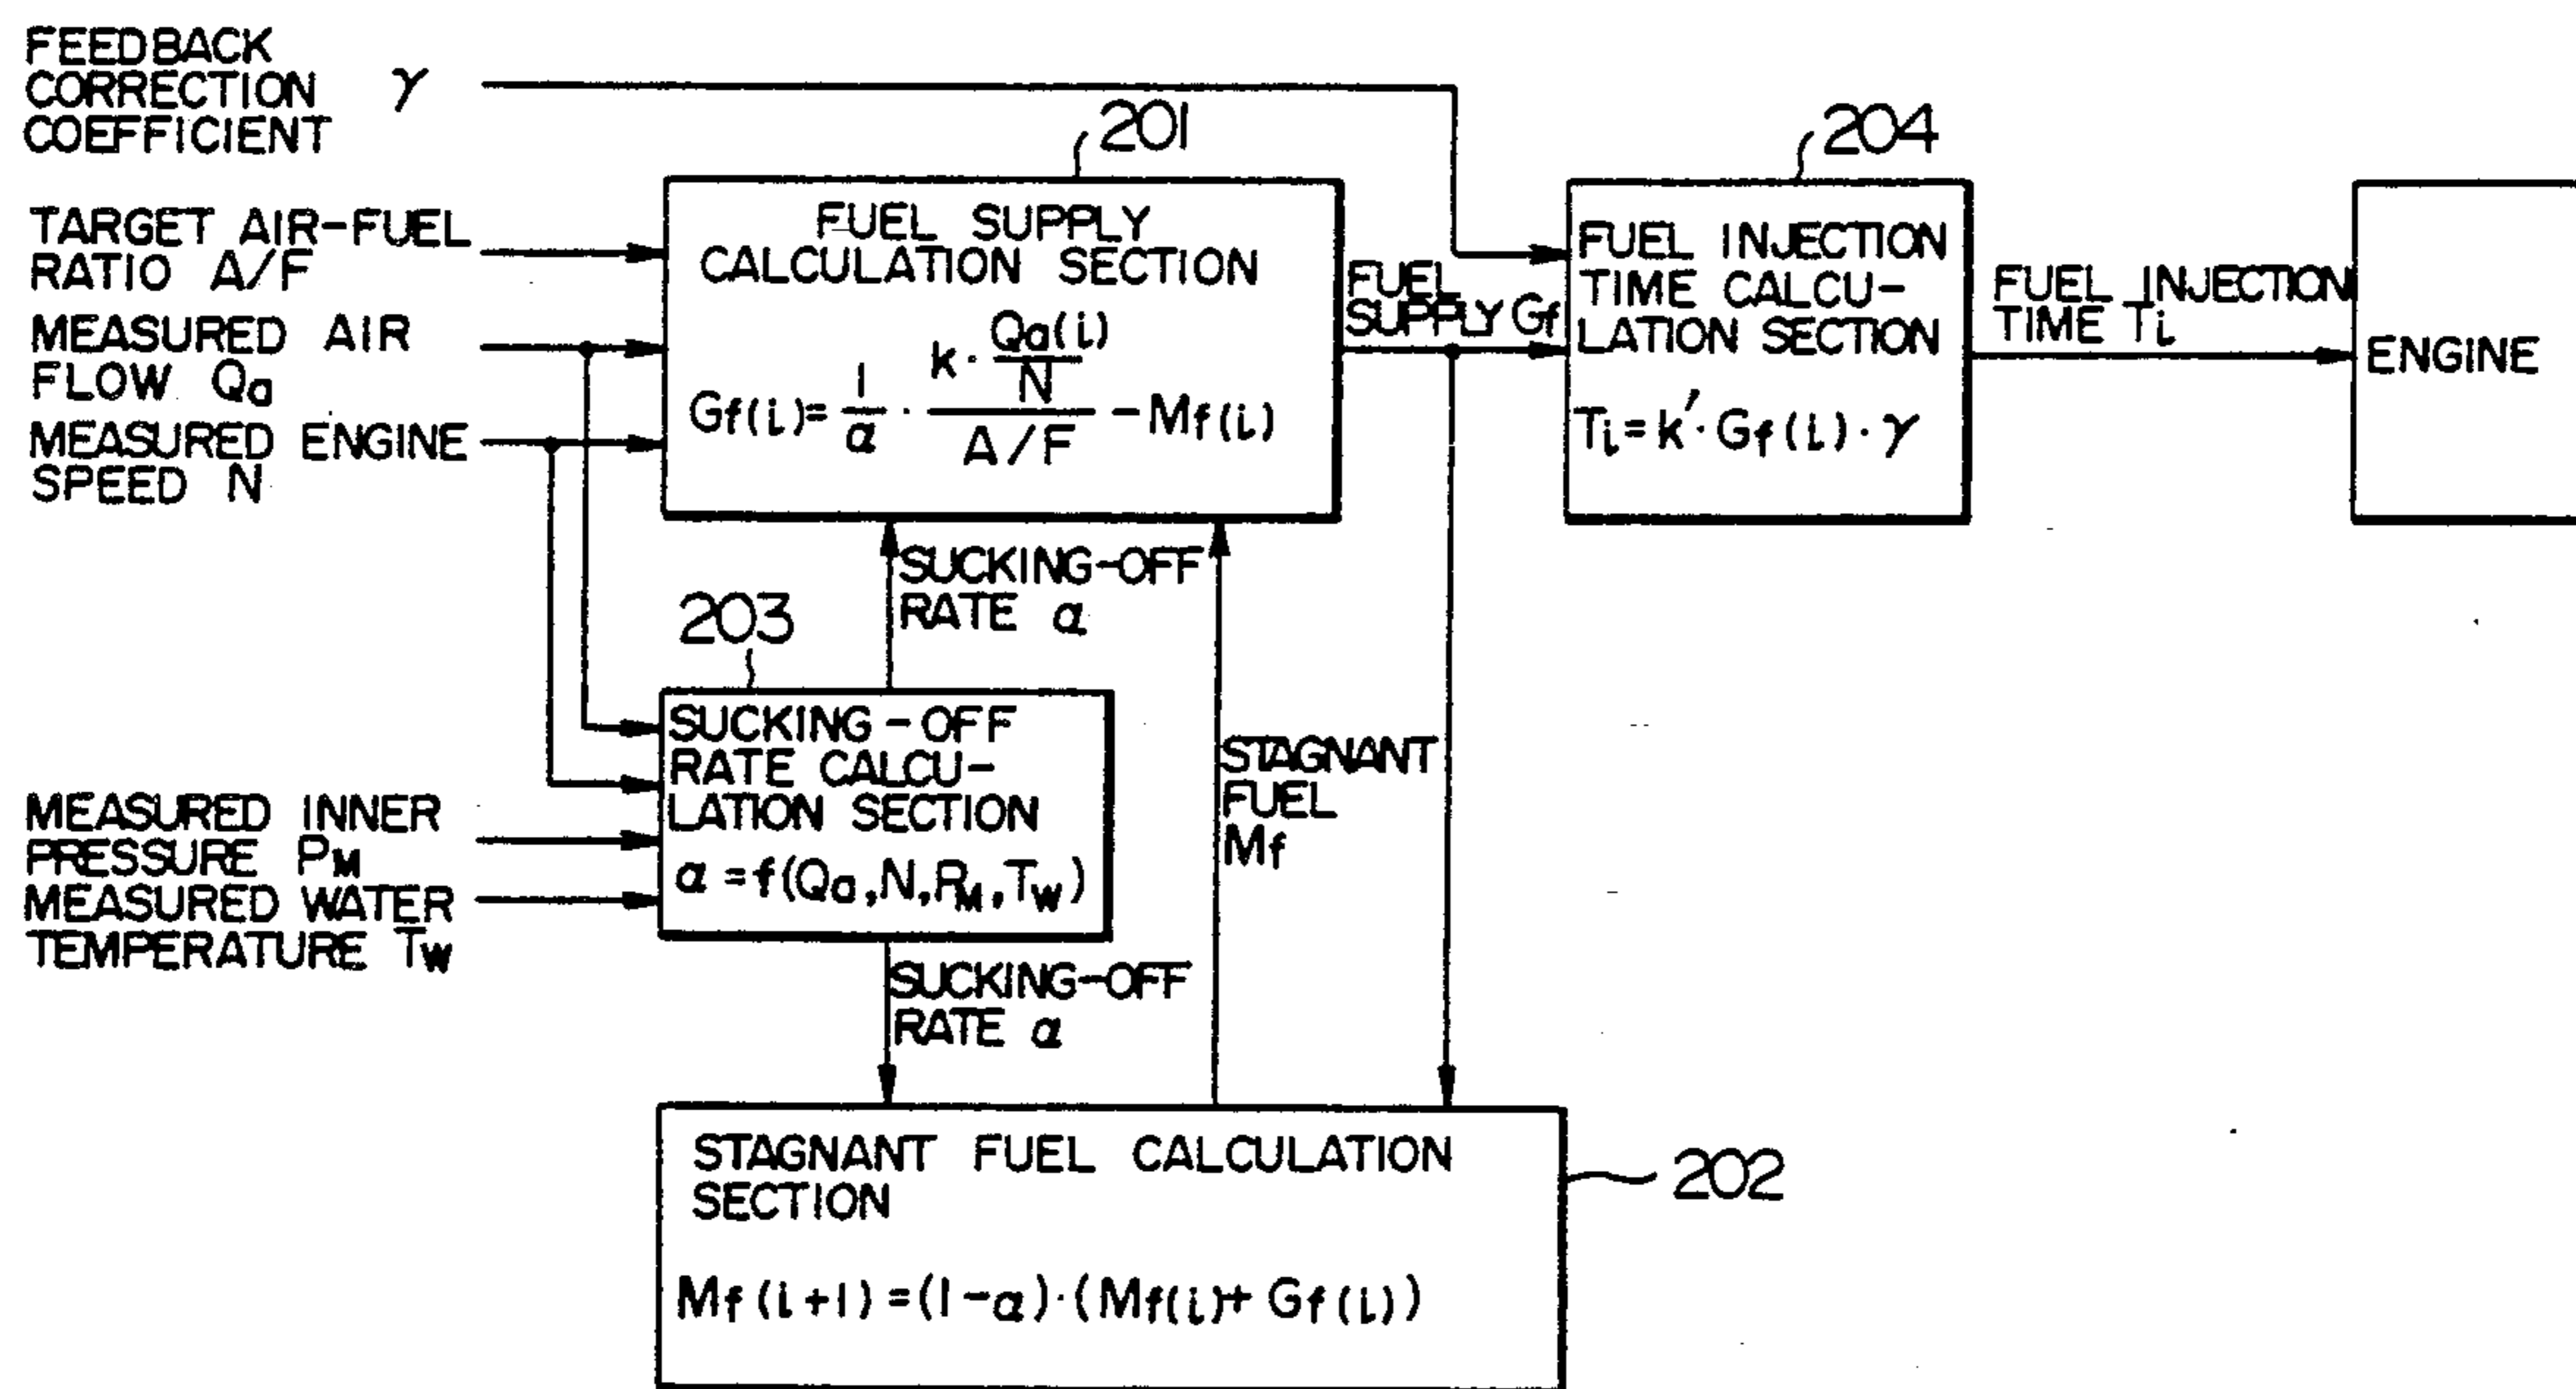 FEEDBACK
CORRECTION γ
COEFFICIENT
TARGET AIR-FUEL
RATIO A/F
MEASURED AIR
FLOW Qa
MEASURED ENGINE
SPEED N
MEASURED INNER
PRESSURE PM
MEASURED WATER
TEMPERATURE Tw
201
FUEL SUPPLY
CALCULATION SECTION
Gf(i)= 1/α · (k · Qa(i)/N)/(A/F) - Mf(i)
FUEL
SUPPLY Gf
204
FUEL INJECTION
TIME CALCU-
LATION SECTION
Ti = k′· Gf(i) · γ
FUEL INJECTION
TIME Ti
ENGINE
SUCKING-OFF
RATE α
203
SUCKING-OFF
RATE CALCU-
LATION SECTION
α = f(Qa, N, PM, Tw)
STAGNANT
FUEL
Mf
SUCKING-OFF
RATE α
STAGNANT FUEL CALCULATION
SECTION
Mf(i+1) = (1-α)·(Mf(i)+ Gf(i))
202